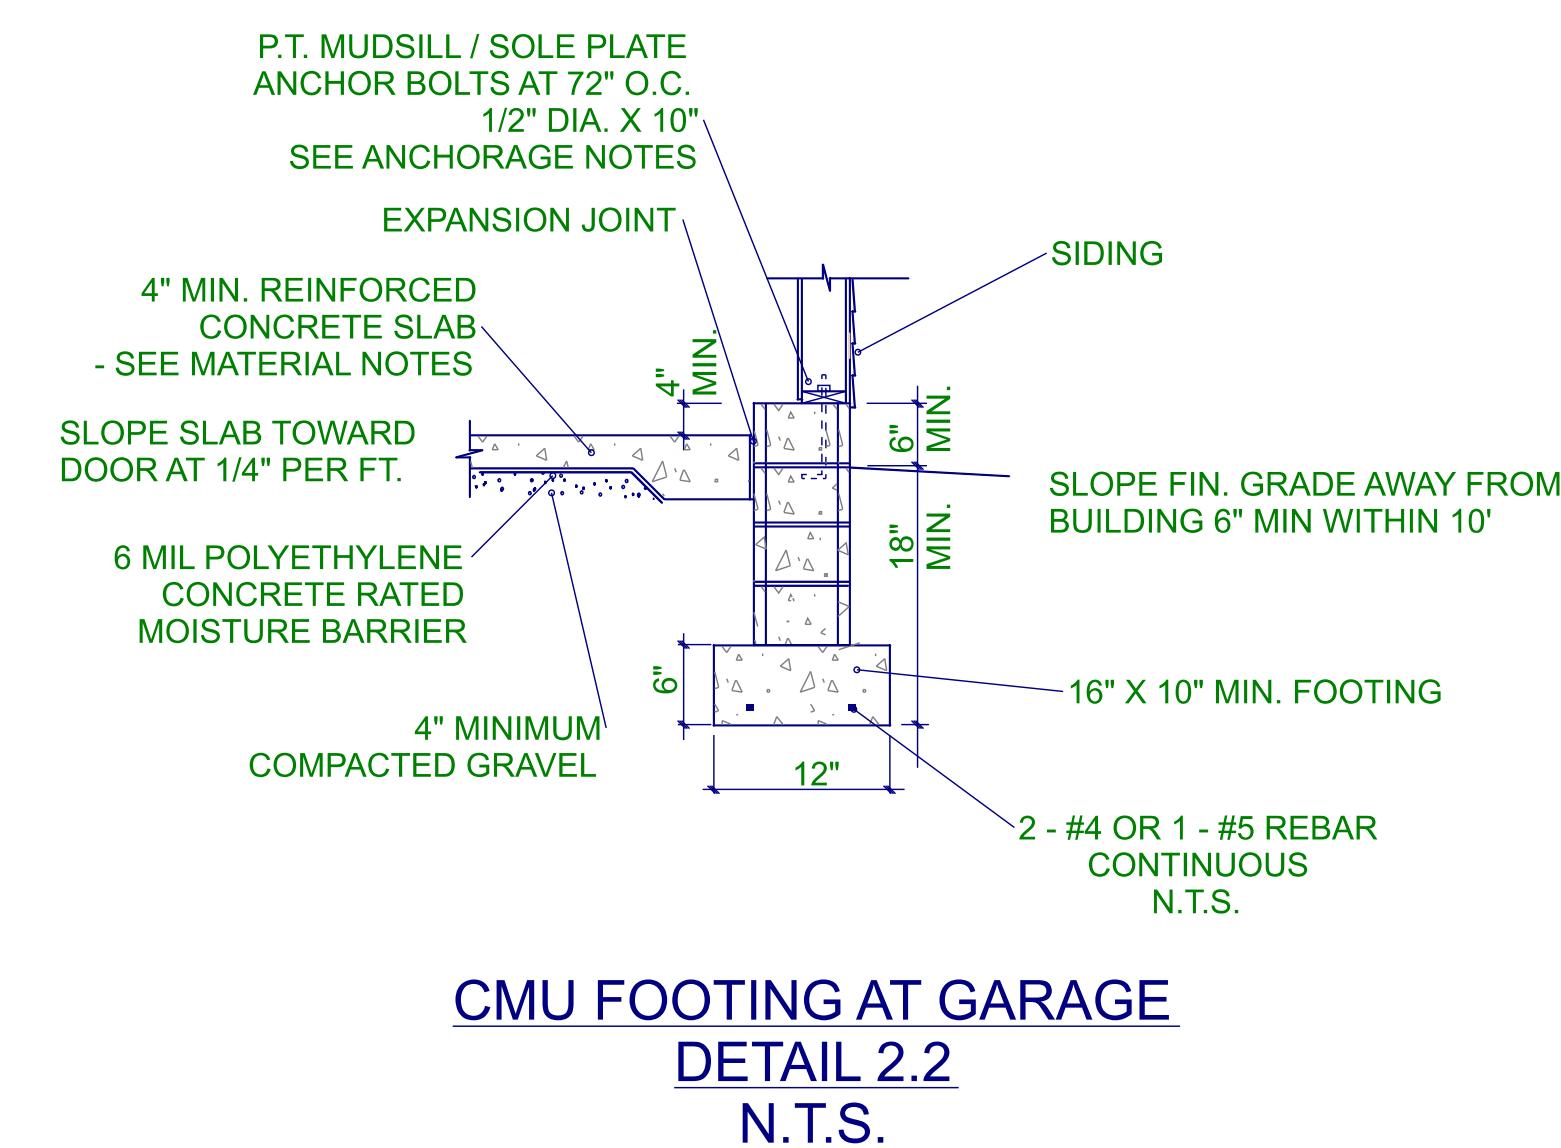 P.T. MUDSILL / SOLE PLATE
ANCHOR BOLTS AT 72" O.C.
1/2" DIA. X 10"
SEE ANCHORAGE NOTES
EXPANSION JOINT
SIDING
4" MIN. REINFORCED
CONCRETE SLAB
- SEE MATERIAL NOTES
4"
MIN.
6"
MIN.
SLOPE SLAB TOWARD
DOOR AT 1/4" PER FT.
SLOPE FIN. GRADE AWAY FROM
BUILDING 6" MIN WITHIN 10'
18"
MIN.
6 MIL POLYETHYLENE
CONCRETE RATED
MOISTURE BARRIER
6"
16" X 10" MIN. FOOTING
4" MINIMUM
COMPACTED GRAVEL
12"
2 - #4 OR 1 - #5 REBAR
CONTINUOUS
N.T.S.
CMU FOOTING AT GARAGE
DETAIL 2.2
N.T.S.